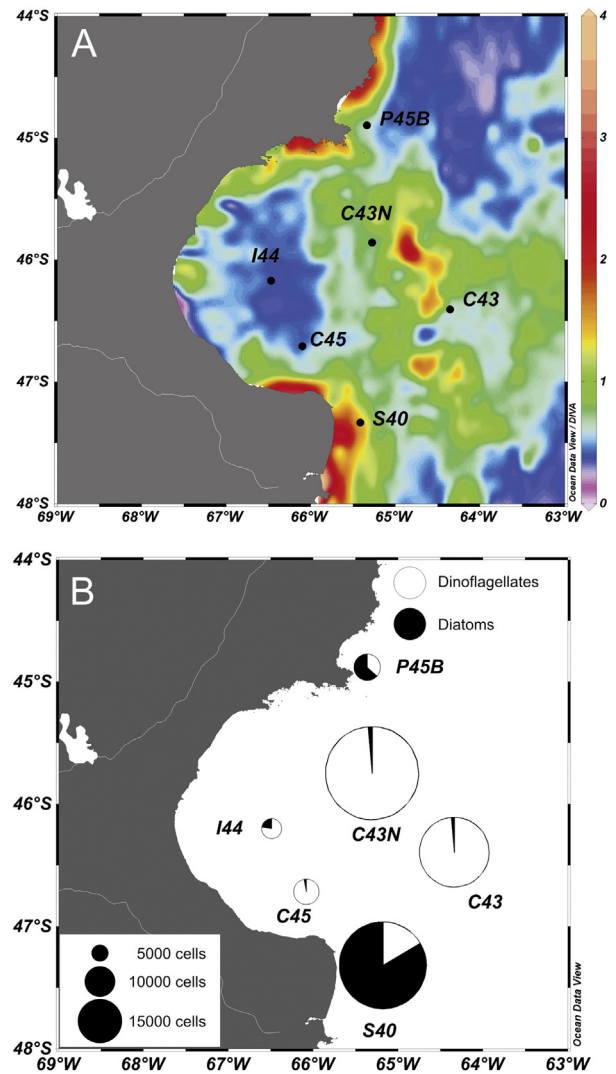 44°S
A
4
P45B
45°S
3
C43N
46°S
I44
2
C43
C45
47°S
1
S40
Ocean Data View / DIVA
48°S
0
69°W 68°W 67°W 66°W 65°W 64°W 63°W
44°S
B
Dinoflagellates
Diatoms
P45B
45°S
46°S
I44
C43N
C43
C45
47°S
5000 cells
10000 cells
15000 cells
S40
Ocean Data View
48°S
69°W 68°W 67°W 66°W 65°W 64°W 63°W